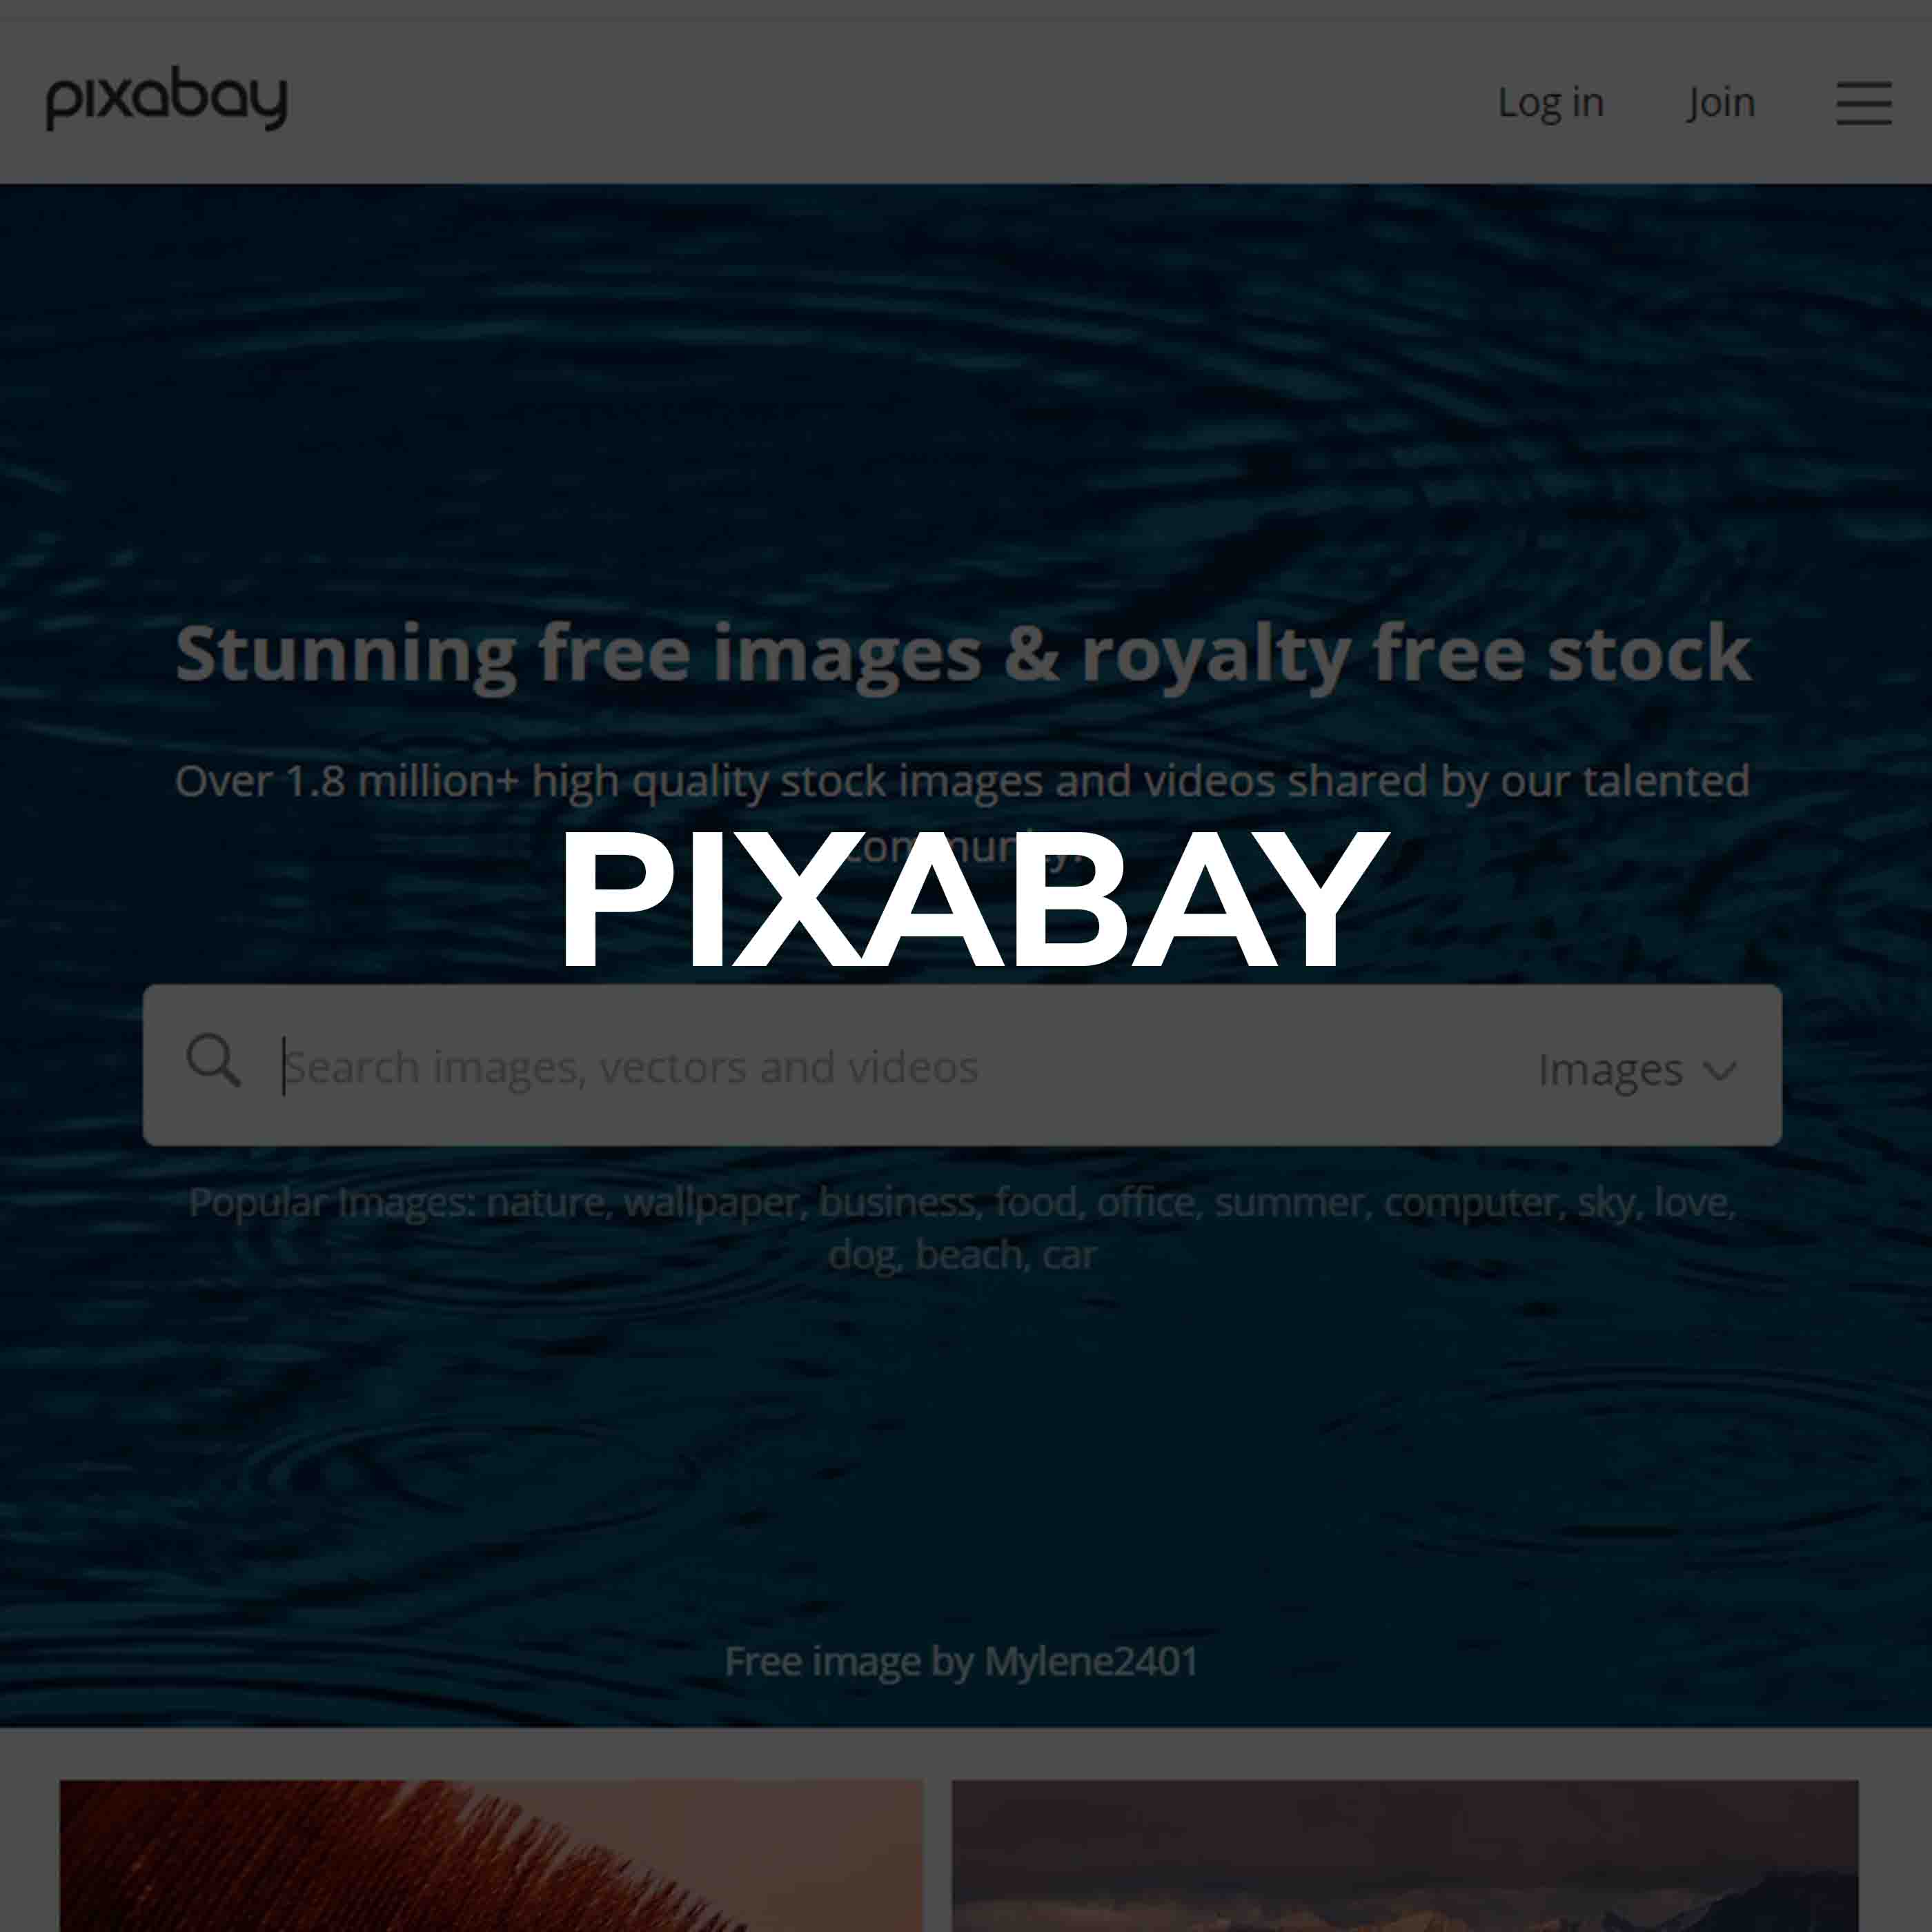 pixabay
Log in Join
Stunning free images & royalty free stock
Over 1.8 million+ high quality stock images and videos shared by our talented
community.
PIXABAY
Search images, vectors and videos Images
Popular Images: nature, wallpaper, business, food, office, summer, computer, sky, love,
dog, beach, car
Free image by Mylene2401